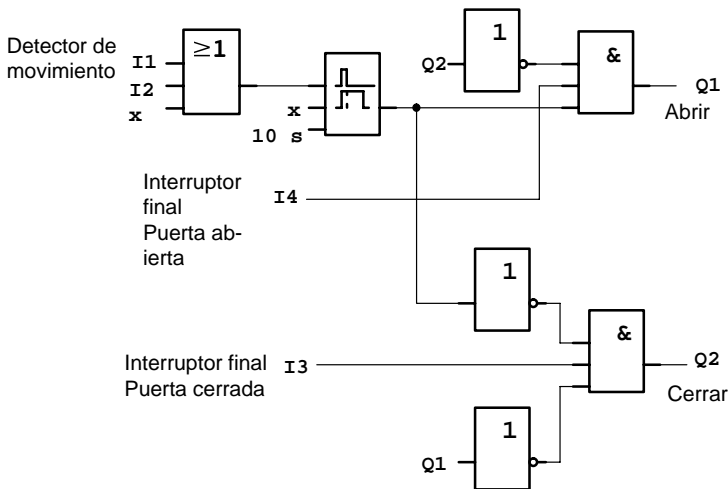 Detector de
movimiento
I1
I2
x
≥1
x
10 s
Q2
1
&
Q1
Abrir
Interruptor
final
Puerta ab-
ierta
I4
1
Interruptor final
Puerta cerrada
I3
&
Q2
Cerrar
1
Q1